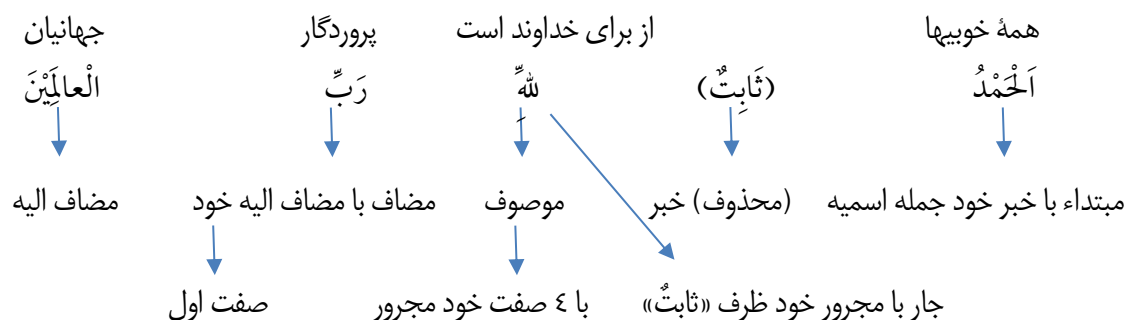 همهٔ خوبیها از برای خداوند است پروردگار جهانیان
اَلْحَمْدُ (ثَابِتٌ) للهِّ رَبِّ الْعالَمِیْنَ
مبتداء با خبر خود جمله اسمیه (محذوف) خبر موصوف مضاف با مضاف الیه خود مضاف الیه
جار با مجرور خود ظرف «ثابتٌ» با ٤ صفت خود مجرور صفت اول